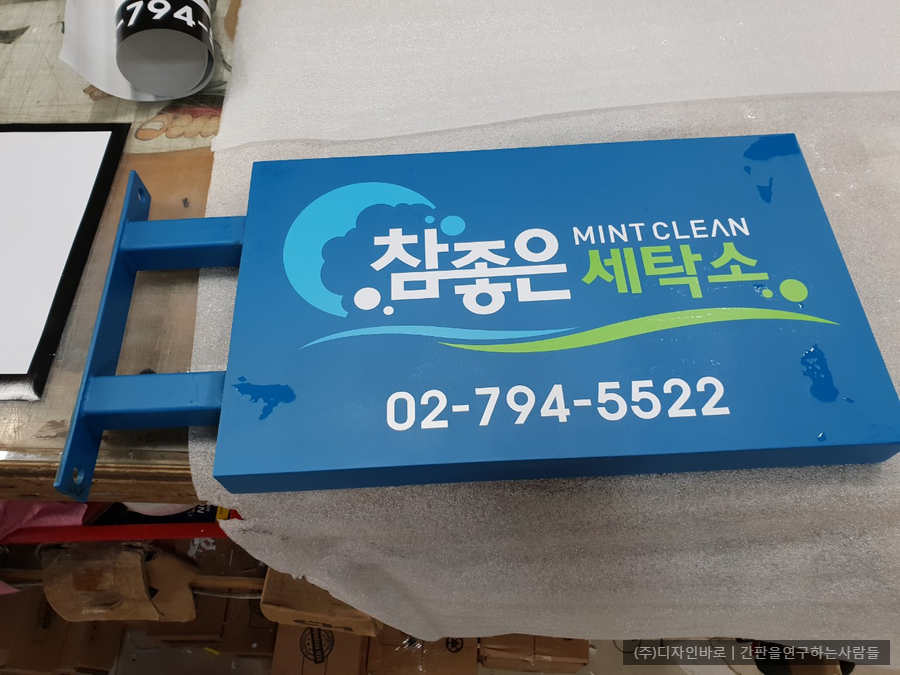 -794-
MINT CLEAN
참좋은 세탁소
02-794-5522
(주)디자인바로 | 간판을연구하는사람들